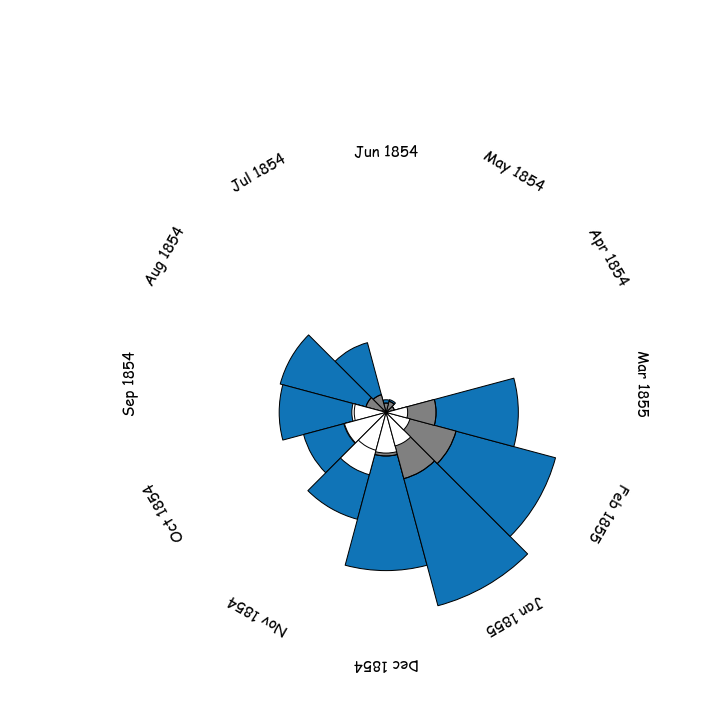 Jun 1854
May 1854
Jul 1854
Apr 1854
Aug 1854
Mar 1855
Sep 1854
Feb 1855
Oct 1854
Jan 1855
Nov 1854
Dec 1854